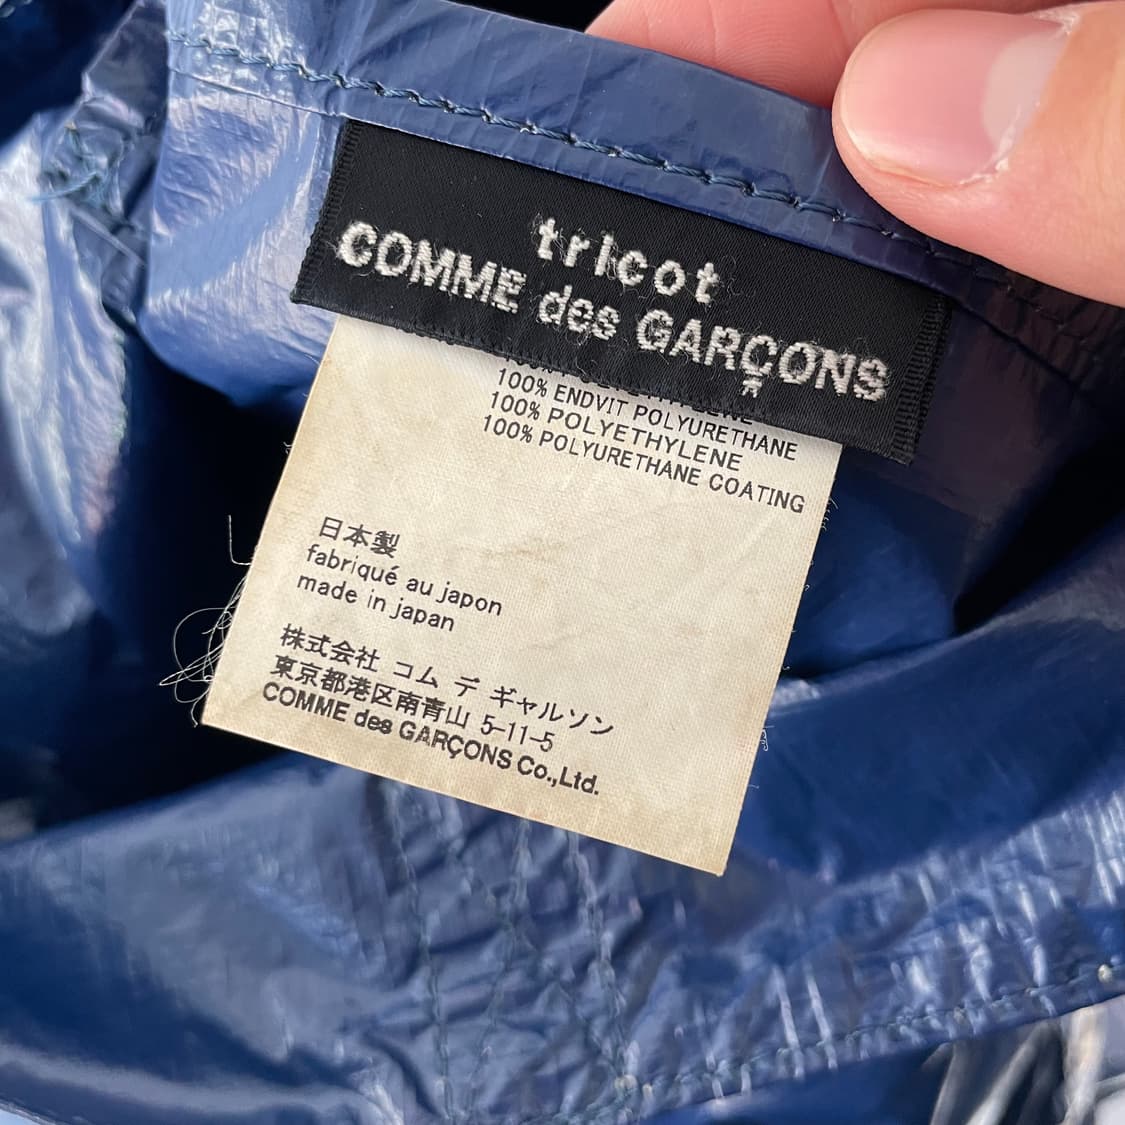 tricot
COMME des GARÇONS
100% ENDVIT POLYURETHANE
100% POLYETHYLENE
100% POLYURETHANE COATING
日本製
fabriqué au japon
made in japan
株式会社 コム デ ギャルソン
東京都港区南青山 5-11-5
COMME des GARÇONS Co.,Ltd.